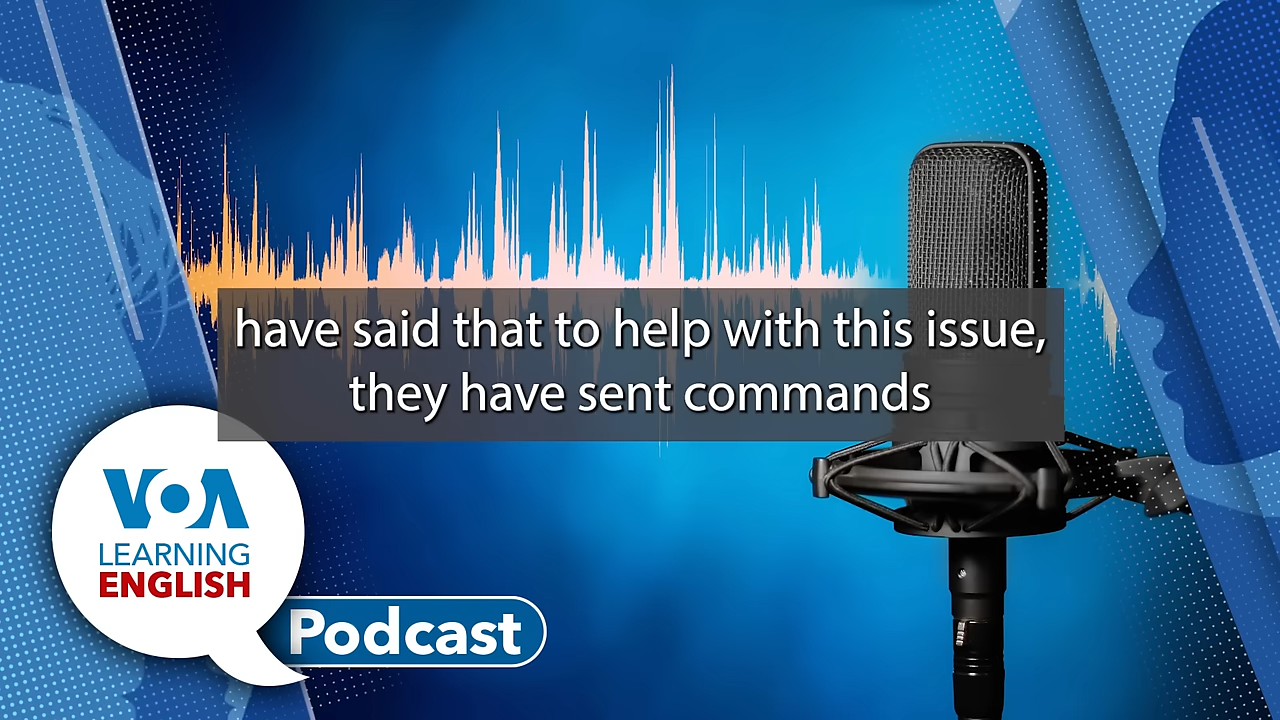 have said that to help with this issue,
they have sent commands
VOA
LEARNING
ENGLISH
Podcast